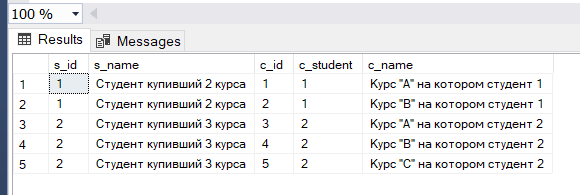 100 %
Results Messages
s_id s_name c_id c_student c_name
1 1 Студент купивший 2 курса 1 1 Курс "А" на котором студент 1
2 1 Студент купивший 2 курса 2 1 Курс "В" на котором студент 1
3 2 Студент купивший 3 курса 3 2 Курс "А" на котором студент 2
4 2 Студент купивший 3 курса 4 2 Курс "В" на котором студент 2
5 2 Студент купивший 3 курса 5 2 Курс "С" на котором студент 2